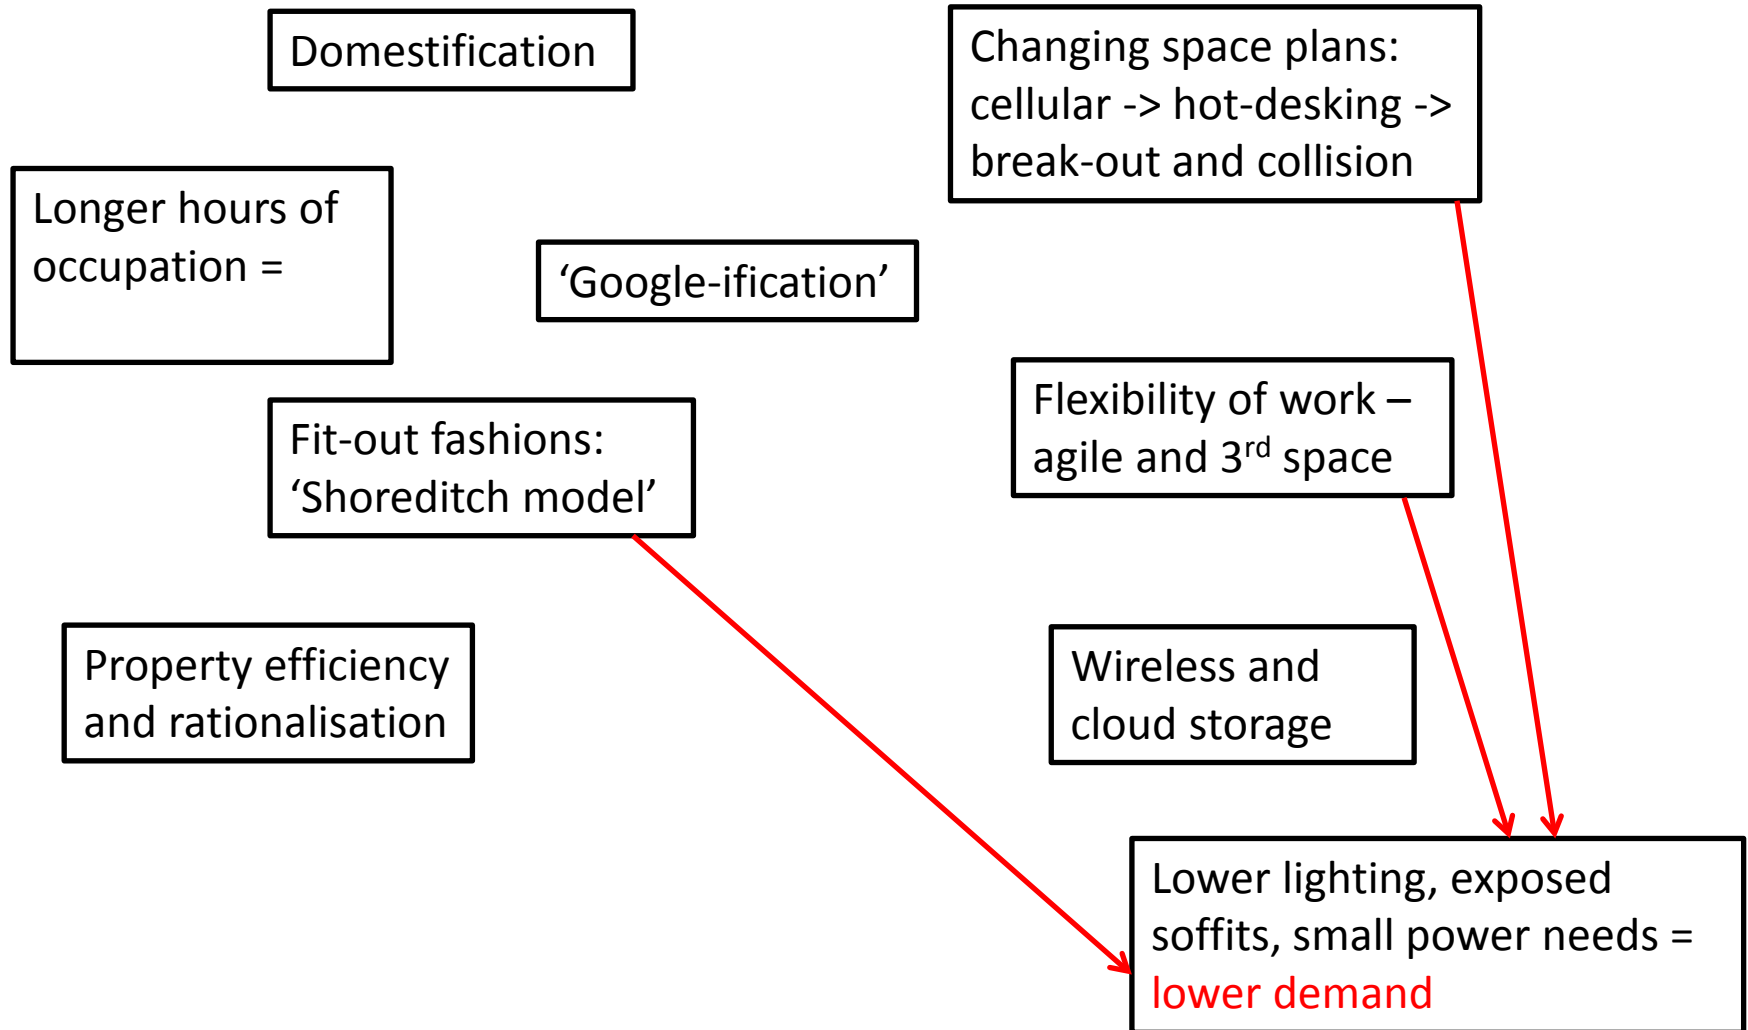 Domestification
Changing space plans:
cellular -> hot-desking ->
break-out and collision
Longer hours of
occupation =
‘Google-ification’
Flexibility of work –
agile and 3rd space
Fit-out fashions:
‘Shoreditch model’
Property efficiency
and rationalisation
Wireless and
cloud storage
Lower lighting, exposed
soffits, small power needs =
lower demand